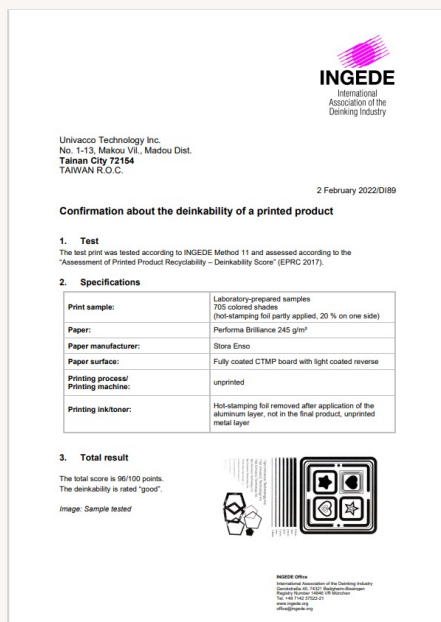 INGEDE
International
Association of the
Deinking Industry
Univacco Technology Inc.
No. 1-13, Makou Vil., Madou Dist.
Tainan City 72154
TAIWAN R.O.C.
2 February 2022/DI89
Confirmation about the deinkability of a printed product
1. Test
The test print was tested according to INGEDE Method 11 and assessed according to the
"Assessment of Printed Product Recyclability – Deinkability Score" (EPRC 2017).
2. Specifications
Print sample:
Laboratory-prepared samples
705 colored shades
(hot-stamping foil partly applied, 20 % on one side)
Paper:
Performa Brilliance 245 g/m²
Paper manufacturer:
Stora Enso
Paper surface:
Fully coated CTMP board with light coated reverse
Printing process/
Printing machine:
unprinted
Printing ink/toner:
Hot-stamping foil removed after application of the
aluminum layer, not in the final product, unprinted
metal layer
3. Total result
The total score is 96/100 points.
The deinkability is rated "good".
Image: Sample tested
INGEDE Office
International Association of the Deinking Industry
www.ingede.org
office@ingede.org